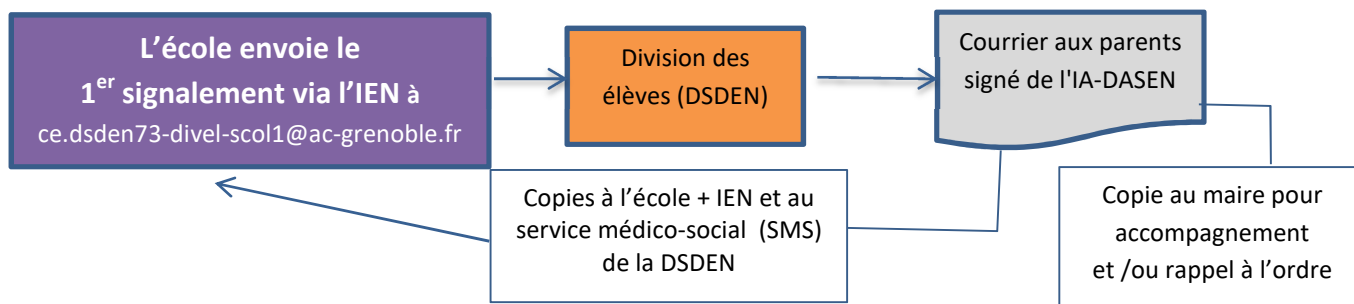 L’école envoie le
1er signalement via l’IEN à
ce.dsden73-divel-scol1@ac-grenoble.fr
Division des
élèves (DSDEN)
Courrier aux parents
signé de l'IA-DASEN
Copies à l’école + IEN et au
service médico-social (SMS)
de la DSDEN
Copie au maire pour
accompagnement
et /ou rappel à l’ordre